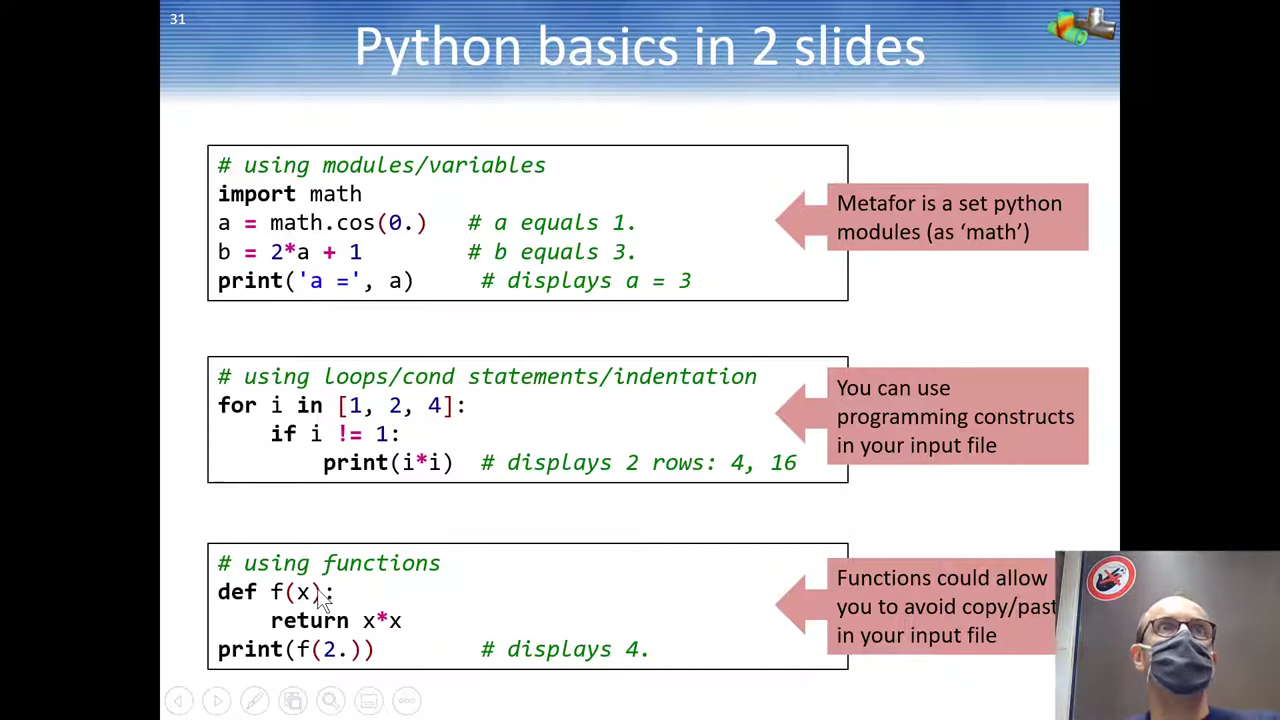 31
Python basics in 2 slides
# using modules/variables
import math
a = math.cos(0.)   # a equals 1.
b = 2*a + 1        # b equals 3.
print('a =', a)     # displays a = 3
Metafor is a set python
modules (as ‘math’)
# using loops/cond statements/indentation
for i in [1, 2, 4]:
    if i != 1:
        print(i*i)  # displays 2 rows: 4, 16
You can use
programming constructs
in your input file
# using functions
def f(x):
    return x*x
print(f(2.))        # displays 4.
Functions could allow
you to avoid copy/past
in your input file